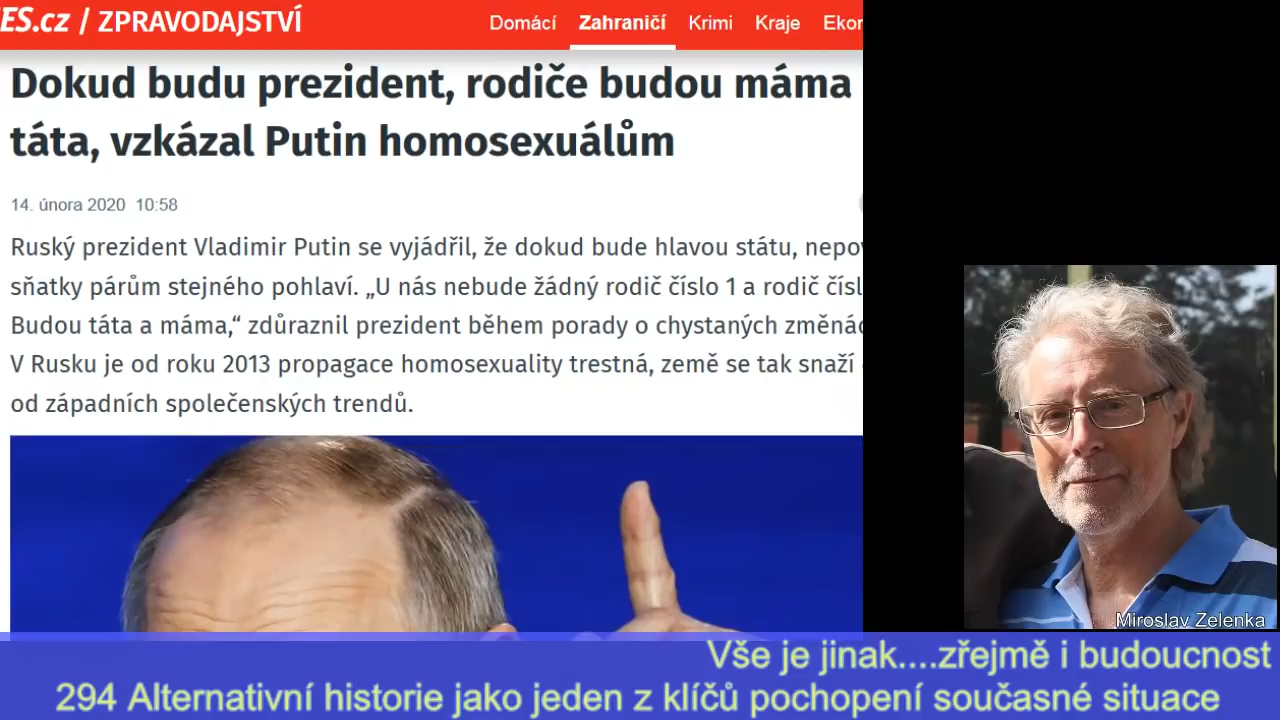 ES.cz / ZPRAVODAJSTVÍ
Domácí Zahraničí Krimi Kraje Ekon
Dokud budu prezident, rodiče budou máma
táta, vzkázal Putin homosexuálům
14. února 2020 10:58
Ruský prezident Vladimir Putin se vyjádřil, že dokud bude hlavou státu, nepov
sňatky párům stejného pohlaví. „U nás nebude žádný rodič číslo 1 a rodič čísl
Budou táta a máma,“ zdůraznil prezident během porady o chystaných změnác
V Rusku je od roku 2013 propagace homosexuality trestná, země se tak snaží
od západních společenských trendů.
Miroslav Zelenka
Vše je jinak....zřejmě i budoucnost
294 Alternativní historie jako jeden z klíčů pochopení současné situace